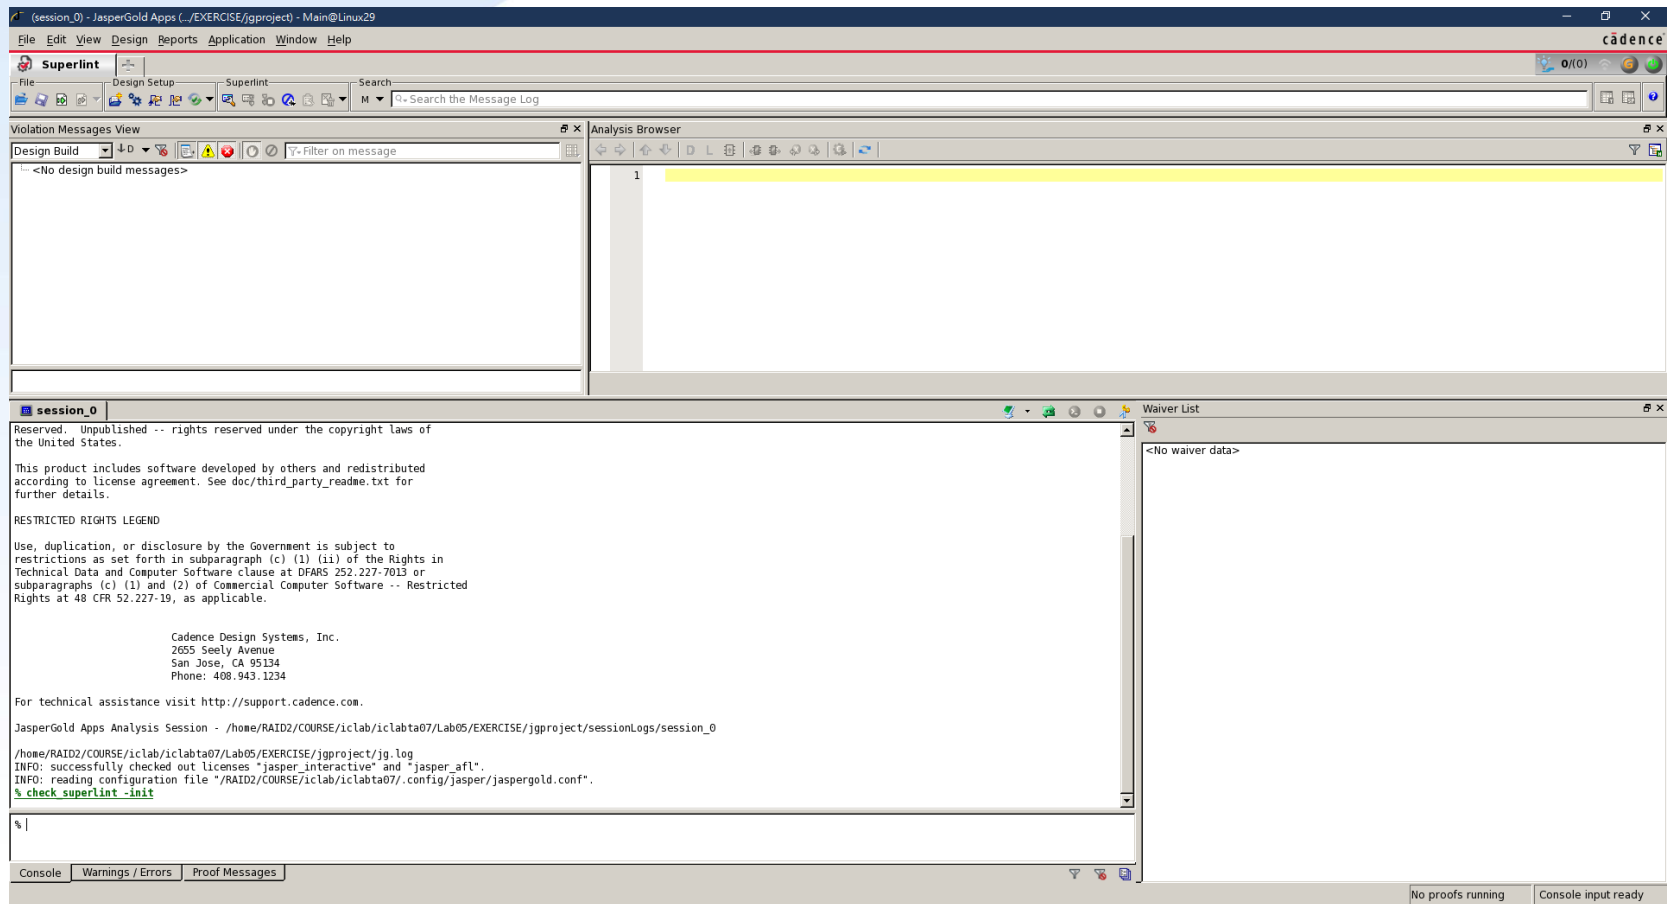 (session_0) - JasperGold Apps (.../EXERCISE/jgproject) - Main@Linux29
File Edit View Design Reports Application Window Help
cādence
Superlint
0/(0)
File
Design Setup
Superlint
Search
M
Search the Message Log
Violation Messages View
Analysis Browser
Design Build
D
Filter on message
D L
<No design build messages>
1
session_0
Waiver List
Reserved.  Unpublished -- rights reserved under the copyright laws of
the United States.
<No waiver data>
This product includes software developed by others and redistributed
according to license agreement. See doc/third_party_readme.txt for
further details.
RESTRICTED RIGHTS LEGEND
Use, duplication, or disclosure by the Government is subject to
restrictions as set forth in subparagraph (c) (1) (ii) of the Rights in
Technical Data and Computer Software clause at DFARS 252.227-7013 or
subparagraphs (c) (1) and (2) of Commercial Computer Software -- Restricted
Rights at 48 CFR 52.227-19, as applicable.
Cadence Design Systems, Inc.
2655 Seely Avenue
San Jose, CA 95134
Phone: 408.943.1234
For technical assistance visit http://support.cadence.com.
JasperGold Apps Analysis Session - /home/RAID2/COURSE/iclab/iclabta07/Lab05/EXERCISE/jgproject/sessionLogs/session_0
/home/RAID2/COURSE/iclab/iclabta07/Lab05/EXERCISE/jgproject/jg.log
INFO: successfully checked out licenses "jasper_interactive" and "jasper_afl".
INFO: reading configuration file "/RAID2/COURSE/iclab/iclabta07/.config/jasper/jaspergold.conf".
% check_superlint -init
%
Console
Warnings / Errors
Proof Messages
No proofs running
Console input ready